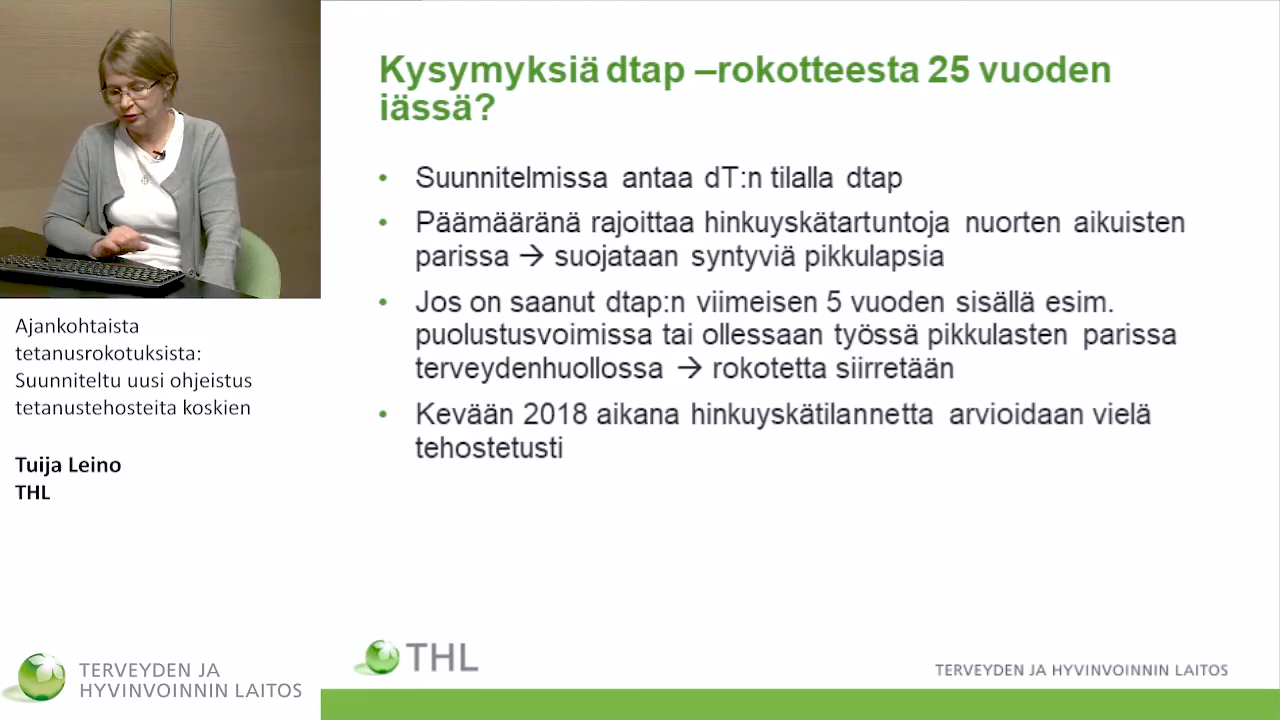 Kysymyksiä dtap –rokotteesta 25 vuoden
iässä?
• Suunnitelmissa antaa dT:n tilalla dtap
• Päämääränä rajoittaa hinkuyskätartuntoja nuorten aikuisten
parissa → suojataan syntyviä pikkulapsia
• Jos on saanut dtap:n viimeisen 5 vuoden sisällä esim.
puolustusvoimissa tai ollessaan työssä pikkulasten parissa
terveydenhuollossa → rokotetta siirretään
• Kevään 2018 aikana hinkuyskätilannetta arvioidaan vielä
tehostetusti
Ajankohtaista
tetanusrokotuksista:
Suunniteltu uusi ohjeistus
tetanustehosteita koskien
Tuija Leino
THL
TERVEYDEN JA
HYVINVOINNIN LAITOS
THL
TERVEYDEN JA HYVINVOINNIN LAITOS